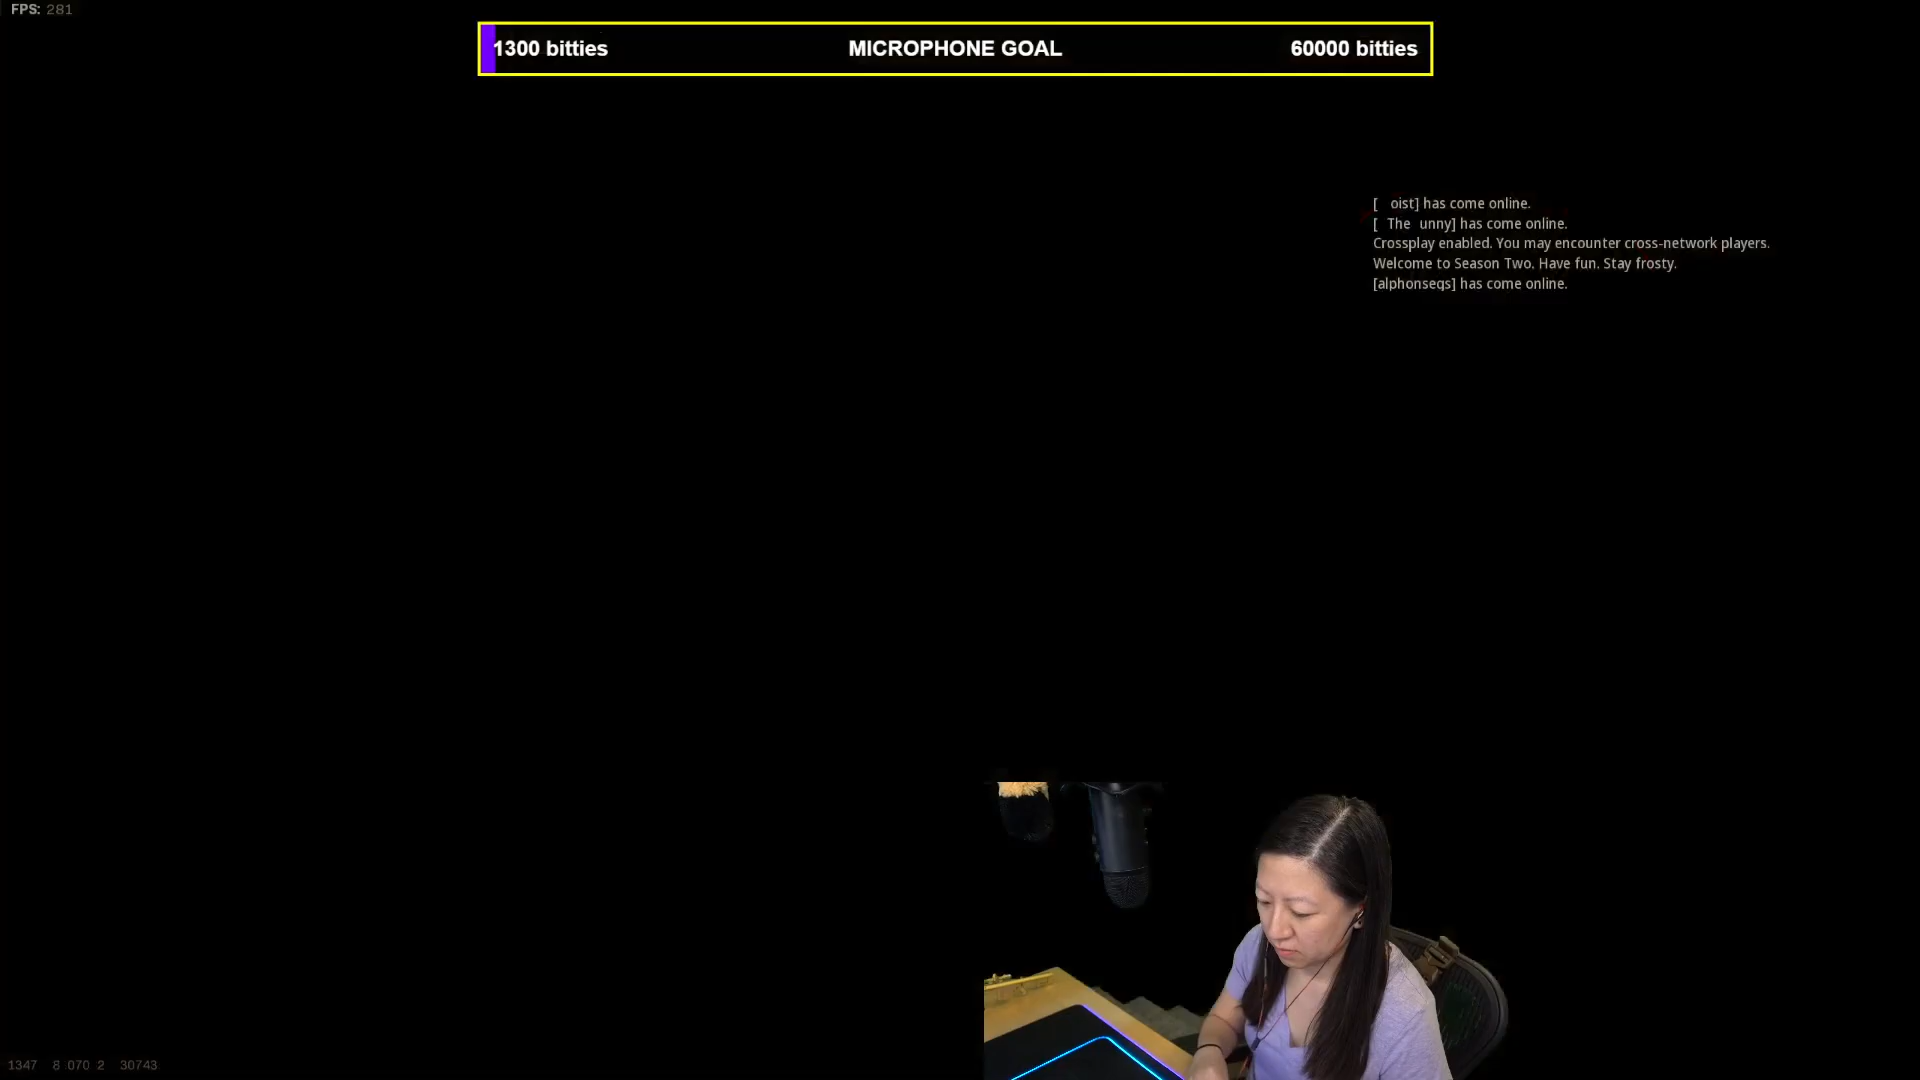 FPS: 281
1300 bitties MICROPHONE GOAL 60000 bitties
[ oist] has come online.
[ The unny] has come online.
Crossplay enabled. You may encounter cross-network players.
Welcome to Season Two. Have fun. Stay frosty.
[alphonseqs] has come online.
1347 8 070 2 30743